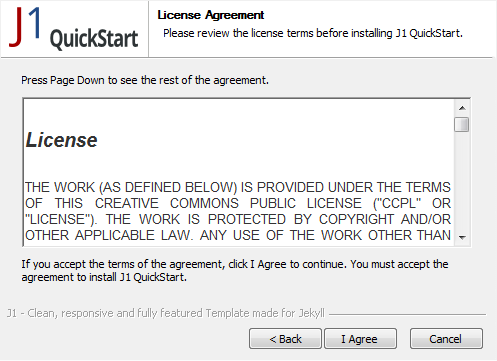 J1 QuickStart
License Agreement
Please review the license terms before installing J1 QuickStart.
Press Page Down to see the rest of the agreement.
License
THE WORK (AS DEFINED BELOW) IS PROVIDED UNDER THE TERMS
OF THIS CREATIVE COMMONS PUBLIC LICENSE ("CCPL" OR
"LICENSE"). THE WORK IS PROTECTED BY COPYRIGHT AND/OR
OTHER APPLICABLE LAW. ANY USE OF THE WORK OTHER THAN
If you accept the terms of the agreement, click I Agree to continue. You must accept the
agreement to install J1 QuickStart.
J1 - Clean, responsive and fully featured Template made for Jekyll
< Back I Agree Cancel